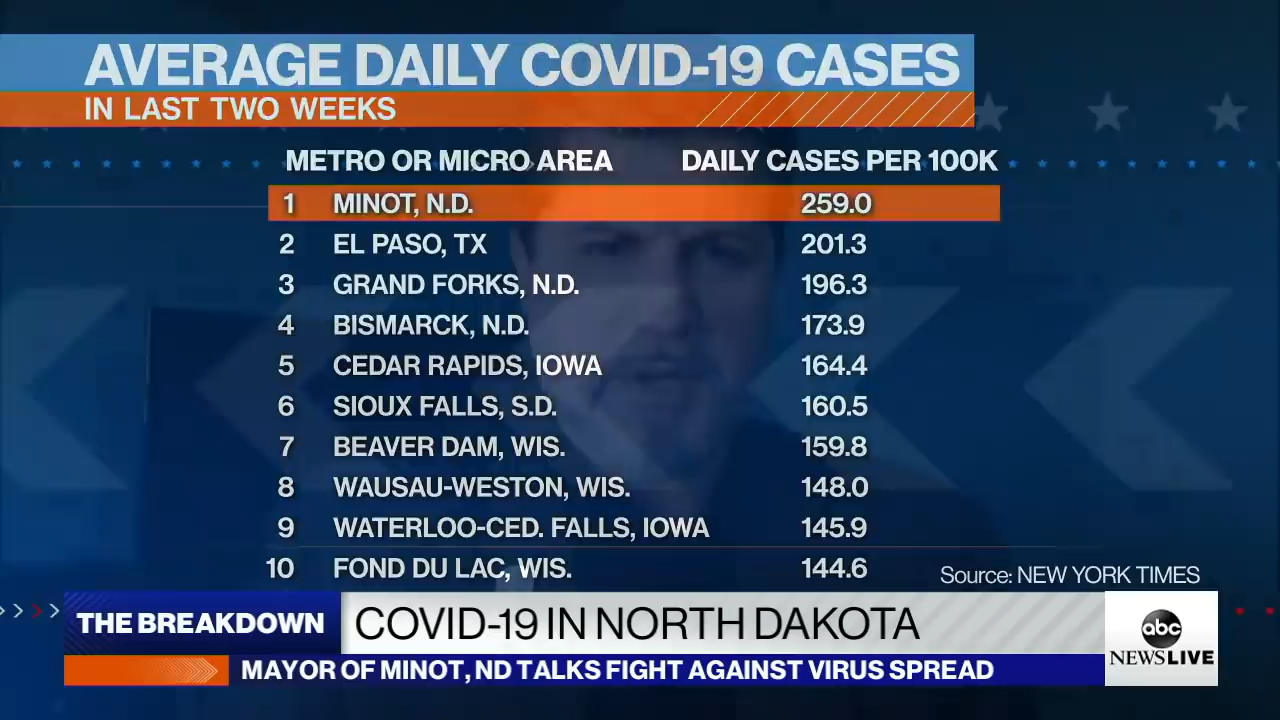 AVERAGE DAILY COVID-19 CASES
IN LAST TWO WEEKS
METRO OR MICRO AREA DAILY CASES PER 100K
1 MINOT, N.D. 259.0
2 EL PASO, TX 201.3
3 GRAND FORKS, N.D. 196.3
4 BISMARCK, N.D. 173.9
5 CEDAR RAPIDS, IOWA 164.4
6 SIOUX FALLS, S.D. 160.5
7 BEAVER DAM, WIS. 159.8
8 WAUSAU-WESTON, WIS. 148.0
9 WATERLOO-CED. FALLS, IOWA 145.9
10 FOND DU LAC, WIS. 144.6
Source: NEW YORK TIMES
THE BREAKDOWN COVID-19 IN NORTH DAKOTA
MAYOR OF MINOT, ND TALKS FIGHT AGAINST VIRUS SPREAD
abc
NEWS LIVE